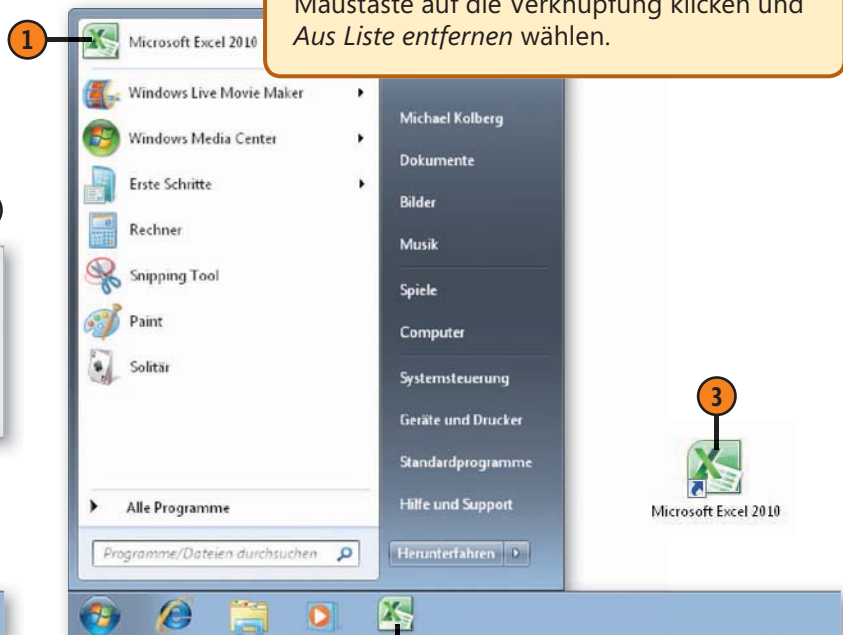 Maustaste auf die Verknüpfung klicken und
Aus Liste entfernen wählen.
1
Microsoft Excel 2010
Windows Live Movie Maker
Windows Media Center
Erste Schritte
Rechner
Snipping Tool
Paint
Solitär
Alle Programme
Programme/Dateien durchsuchen
Michael Kolberg
Dokumente
Bilder
Musik
Spiele
Computer
Systemsteuerung
Geräte und Drucker
Standardprogramme
Hilfe und Support
Herunterfahren
3
Microsoft Excel 2010